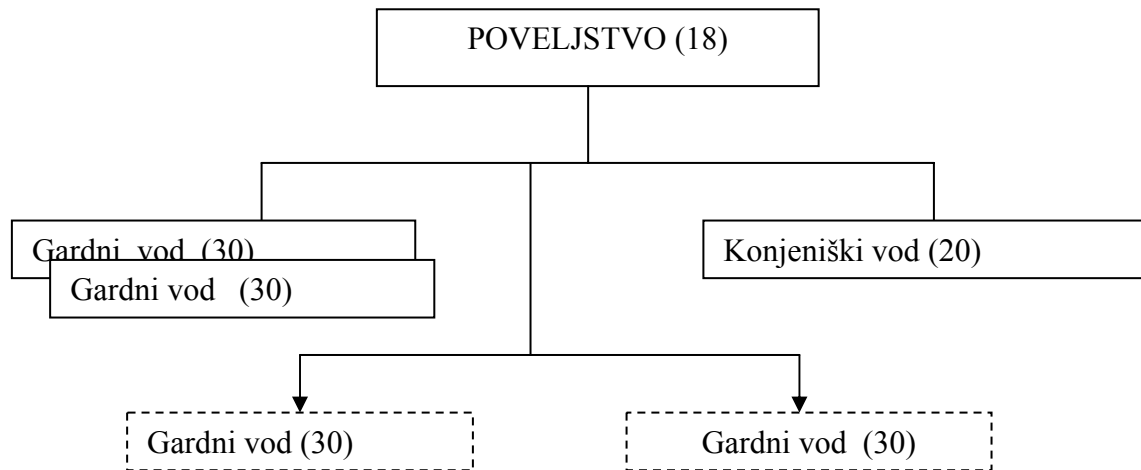 POVELJSTVO (18)
Gardni vod (30)
Gardni vod (30)
Konjeniški vod (20)
Gardni vod (30)
Gardni vod (30)